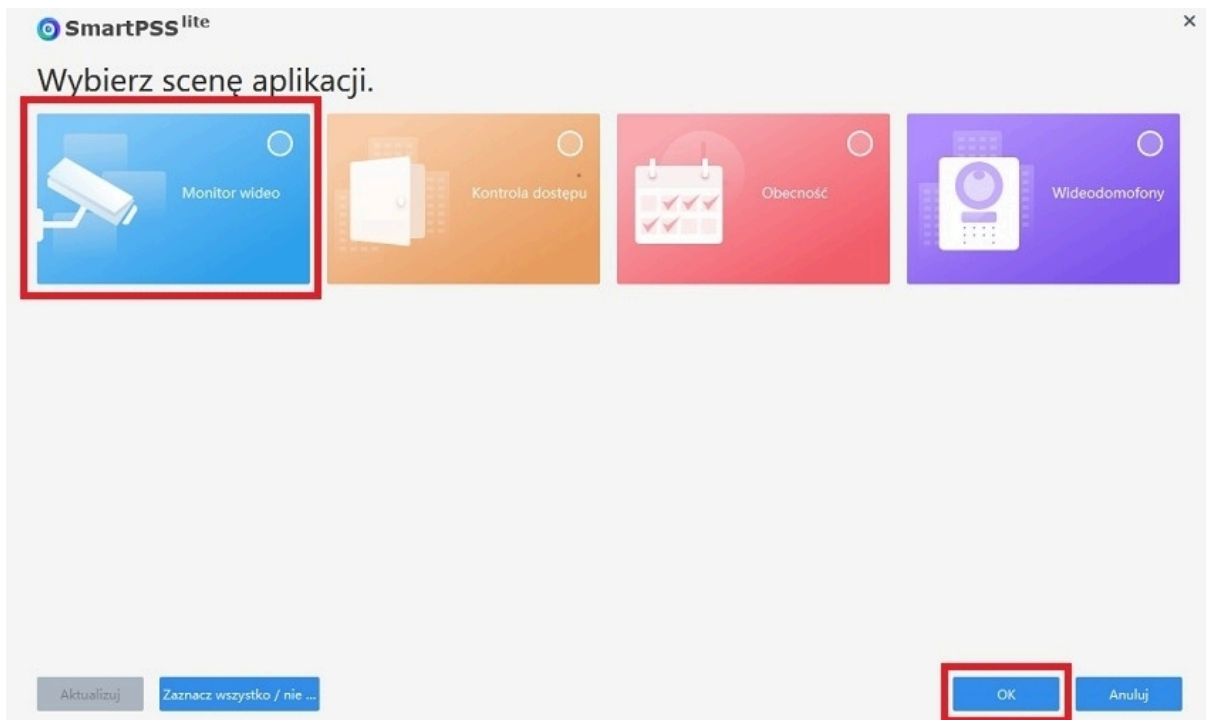 SmartPSS lite
Wybierz scenę aplikacji.
Monitor wideo
Kontrola dostępu
Obecność
Wideodomofony
Aktualizuj
Zaznacz wszystko / nie ...
OK
Anuluj